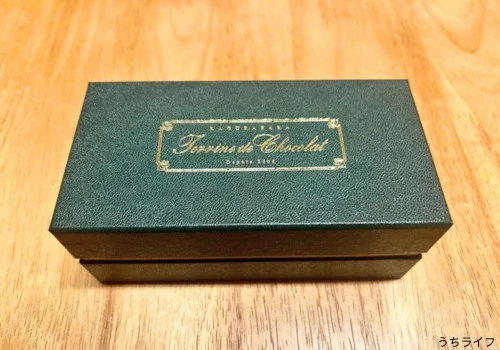 KAGURAZAKA
Terrine de Chocolat
うちライフ